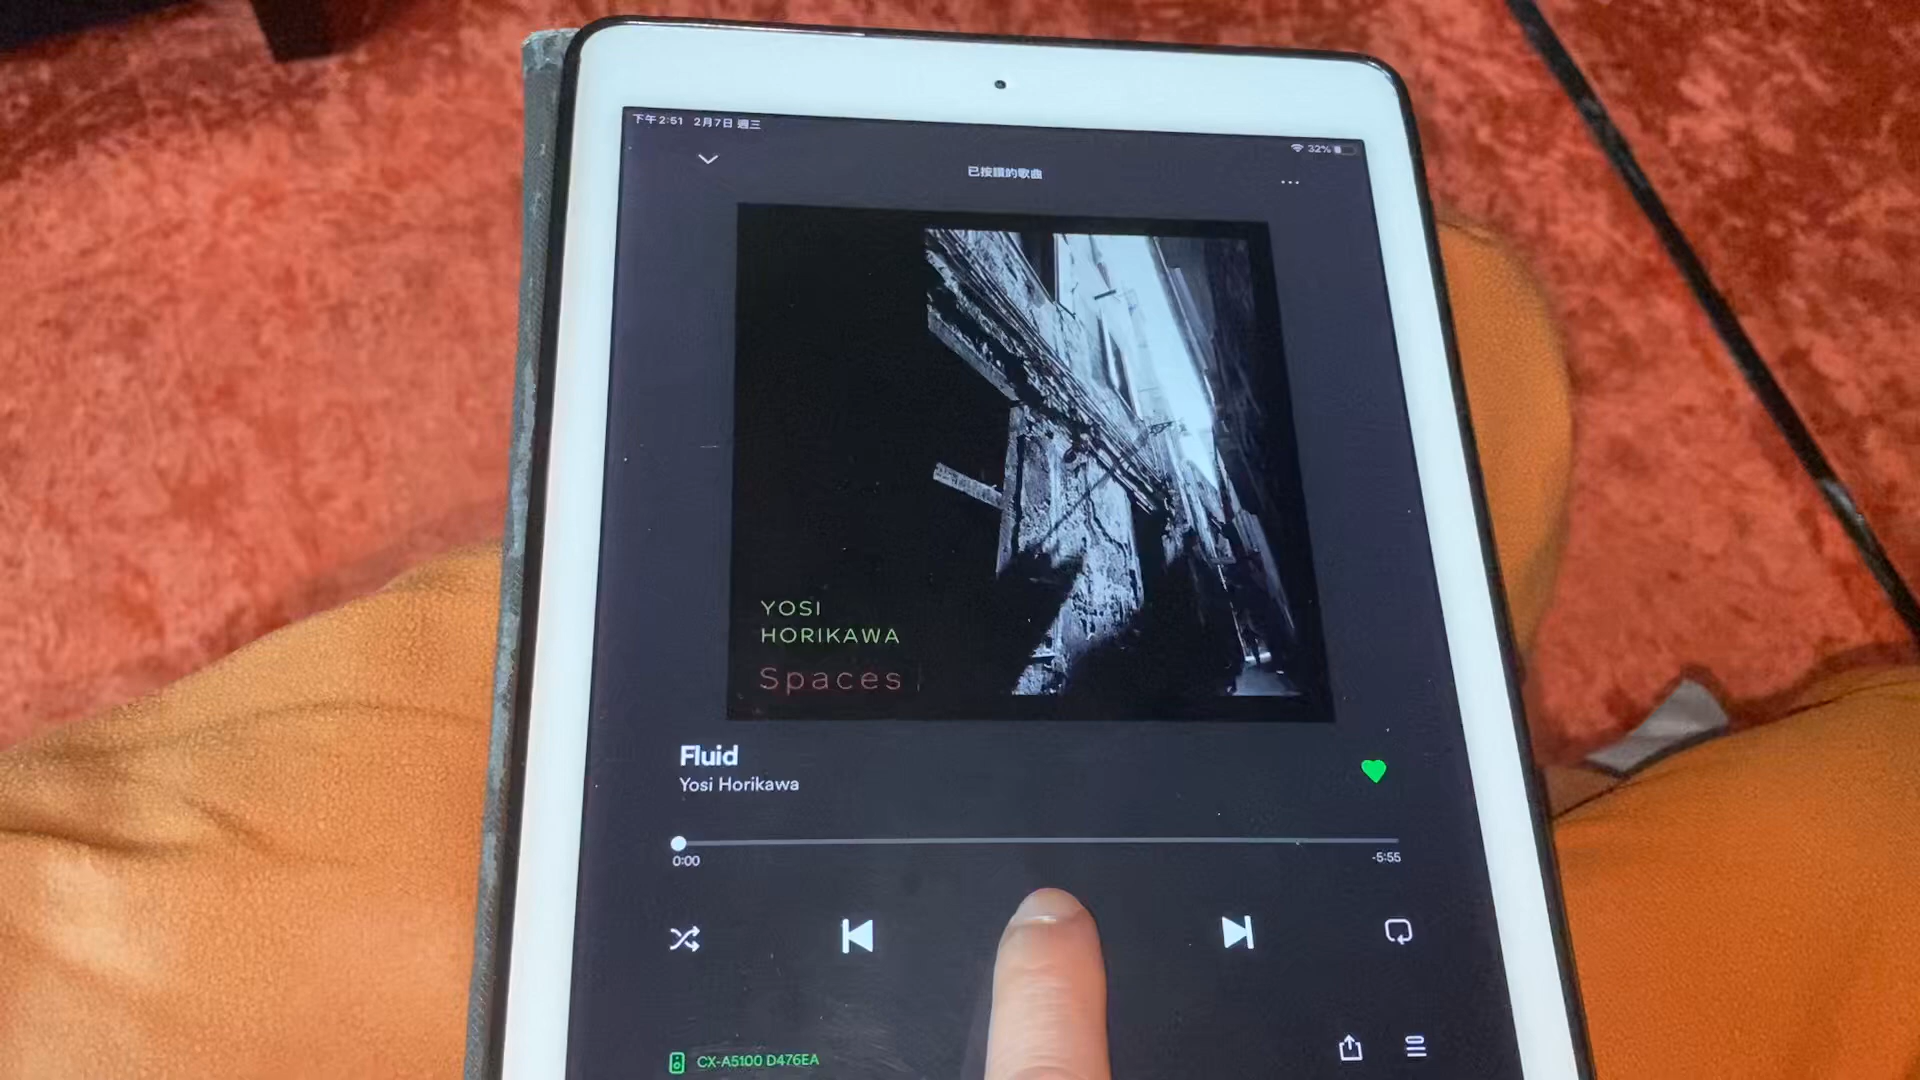 下午2:51 2月7日 週三
32%
已按讚的歌曲
YOSI
HORIKAWA
Spaces
Fluid
Yosi Horikawa
0:00
-5:55
CX-A5100 D476EA